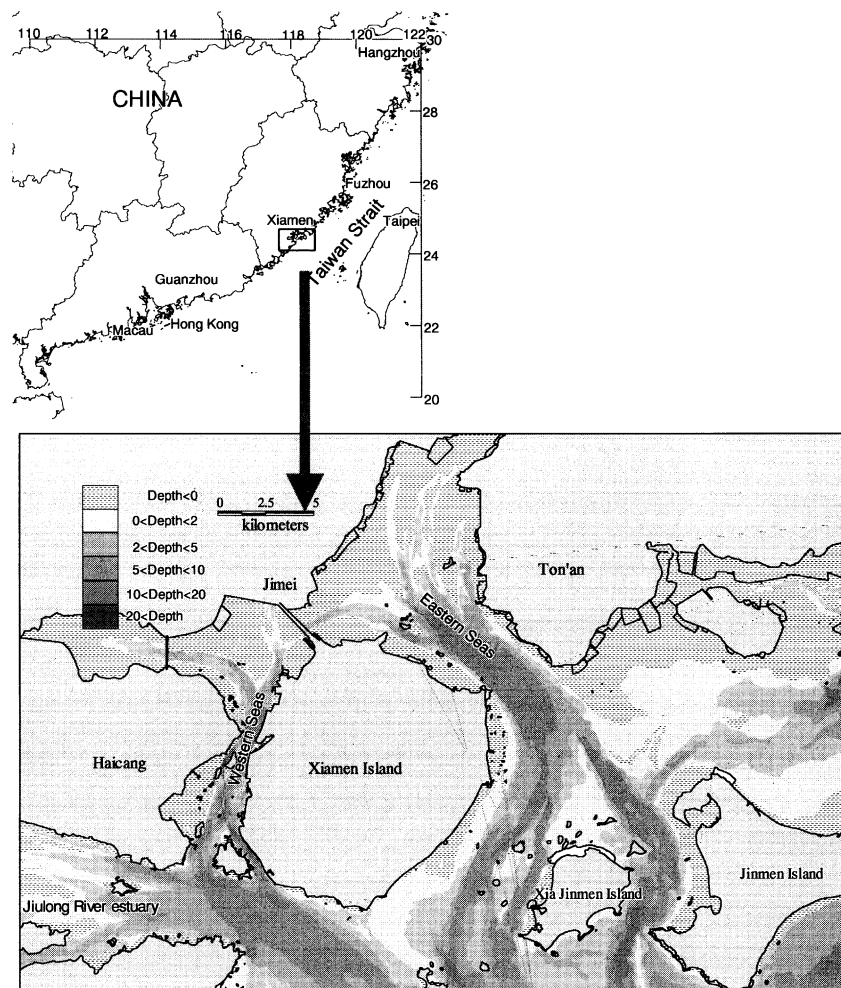 110 112 114 116 118 120 122
30
Hangzhou
CHINA
28
26
Fuzhou
Xiamen
Taipei
Taiwan Strait
24
Guanzhou
Hong Kong
Macau
22
20
Depth<0
0<Depth<2
2<Depth<5
5<Depth<10
10<Depth<20
20<Depth
0 2.5 5
kilometers
Jimei
Ton'an
Eastern Seas
Western Seas
Haicang
Xiamen Island
Jinmen Island
Xia Jinmen Island
Jiulong River estuary